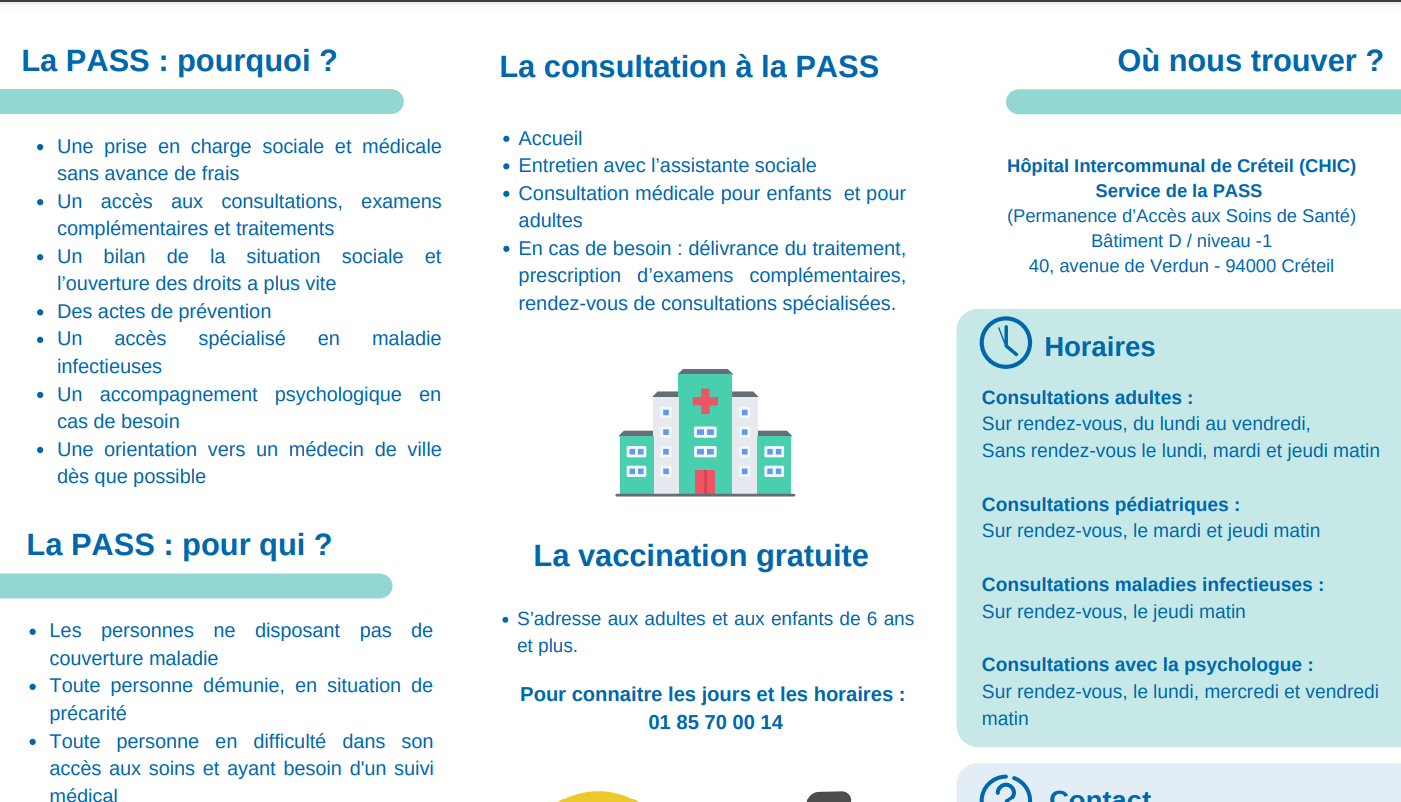 La PASS : pourquoi ?
Une prise en charge sociale et médicale
sans avance de frais
Un accès aux consultations, examens
complémentaires et traitements
Un bilan de la situation sociale et
l’ouverture des droits a plus vite
Des actes de prévention
Un accès spécialisé en maladie
infectieuses
Un accompagnement psychologique en
cas de besoin
Une orientation vers un médecin de ville
dès que possible
La PASS : pour qui ?
Les personnes ne disposant pas de
couverture maladie
Toute personne démunie, en situation de
précarité
Toute personne en difficulté dans son
accès aux soins et ayant besoin d'un suivi
médical
La consultation à la PASS
Accueil
Entretien avec l’assistante sociale
Consultation médicale pour enfants et pour
adultes
En cas de besoin : délivrance du traitement,
prescription d’examens complémentaires,
rendez-vous de consultations spécialisées.
La vaccination gratuite
S’adresse aux adultes et aux enfants de 6 ans
et plus.
Pour connaitre les jours et les horaires :
01 85 70 00 14
Où nous trouver ?
Hôpital Intercommunal de Créteil (CHIC)
Service de la PASS
(Permanence d’Accès aux Soins de Santé)
Bâtiment D / niveau -1
40, avenue de Verdun - 94000 Créteil
Horaires
Consultations adultes :
Sur rendez-vous, du lundi au vendredi,
Sans rendez-vous le lundi, mardi et jeudi matin
Consultations pédiatriques :
Sur rendez-vous, le mardi et jeudi matin
Consultations maladies infectieuses :
Sur rendez-vous, le jeudi matin
Consultations avec la psychologue :
Sur rendez-vous, le lundi, mercredi et vendredi
matin
Contact